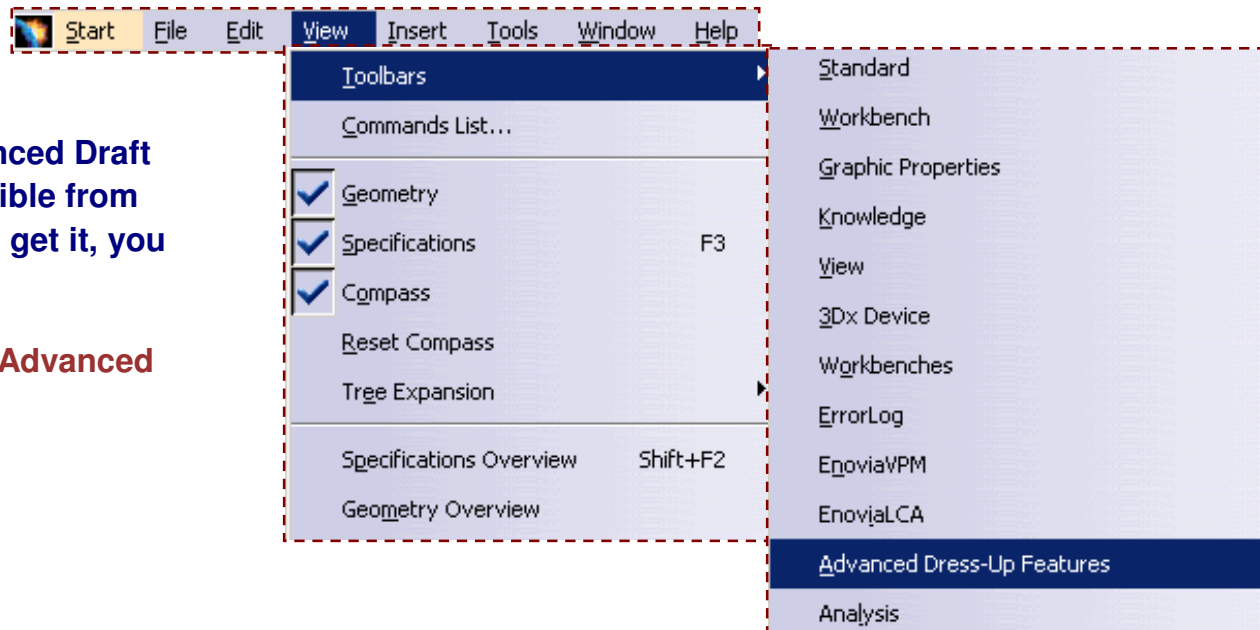 Start File Edit View Insert Tools Window Help
nced Draft
ible from
get it, you
Advanced
Toolbars
Commands List...
Geometry
Specifications F3
Compass
Reset Compass
Tree Expansion
Specifications Overview Shift+F2
Geometry Overview
Standard
Workbench
Graphic Properties
Knowledge
View
3Dx Device
Workbenches
ErrorLog
EnoviaVPM
EnoviaLCA
Advanced Dress-Up Features
Analysis